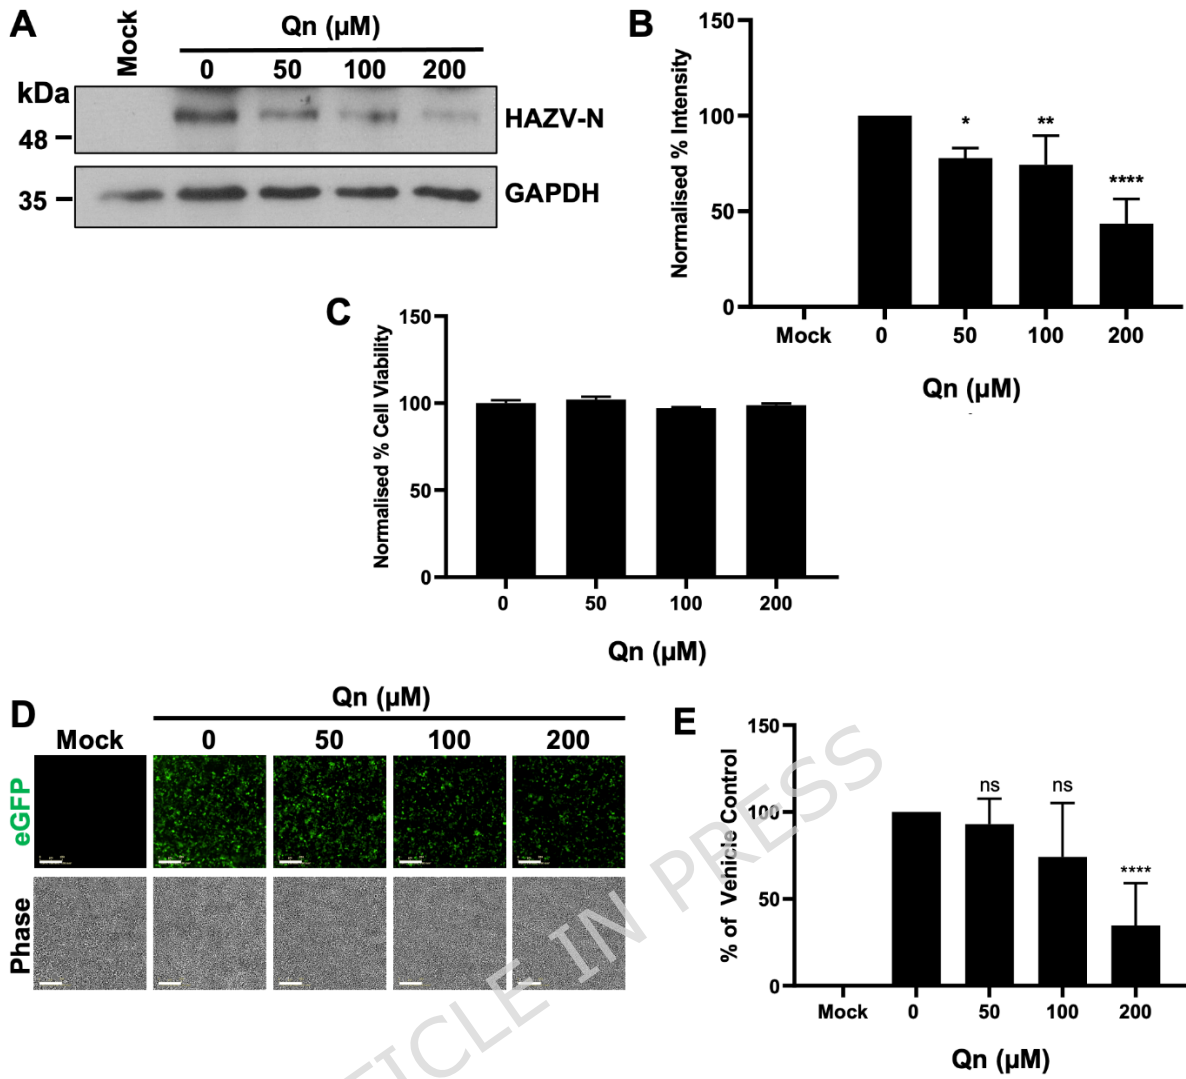 A
Mock
Qn (µM)
0 50 100 200
kDa
48
HAZV-N
35
GAPDH
B
Normalised % Intensity
150
100
50
0
*
**
****
Mock 0 50 100 200
Qn (µM)
C
Normalised % Cell Viability
150
100
50
0
0 50 100 200
Qn (µM)
D
Qn (µM)
Mock 0 50 100 200
eGFP
Phase
E
% of Vehicle Control
150
100
50
0
ns
ns
****
Mock 0 50 100 200
Qn (µM)
ICLE IN PRESS